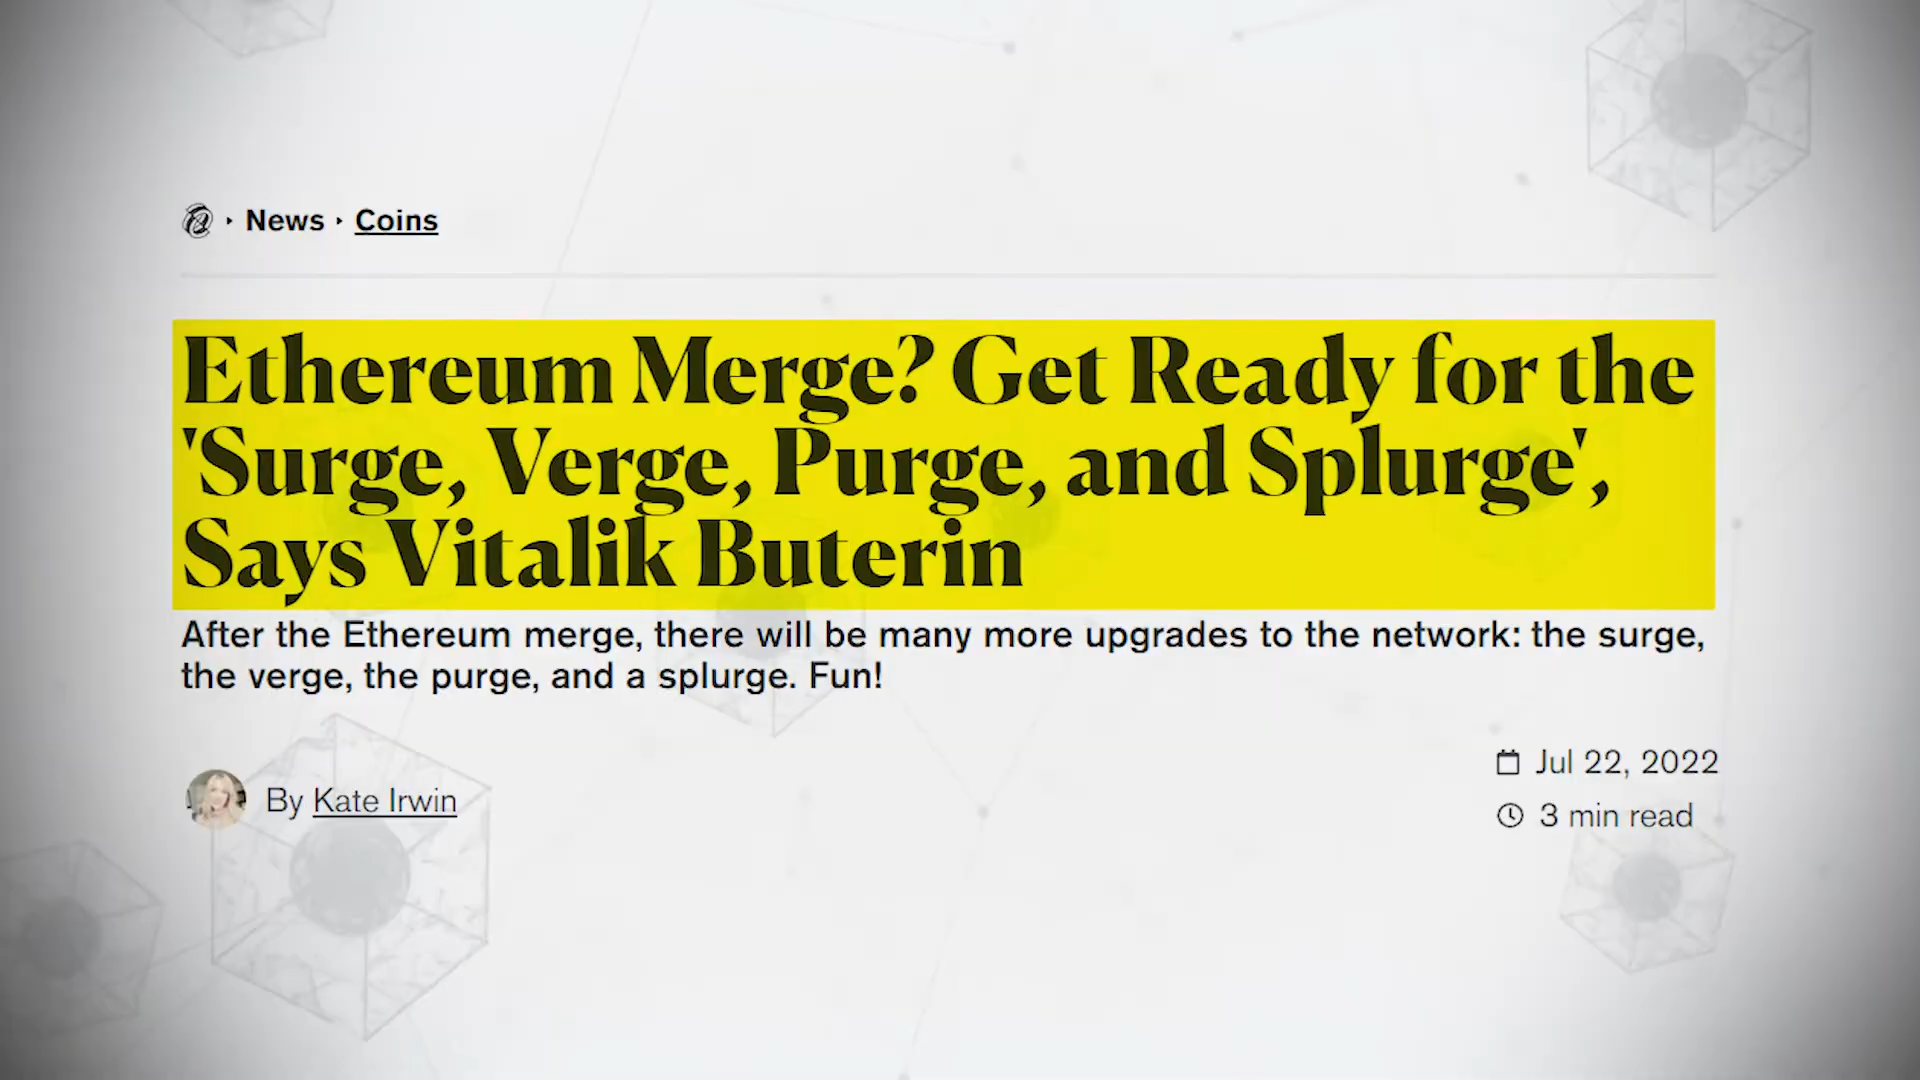 News Coins
Ethereum Merge? Get Ready for the
'Surge, Verge, Purge, and Splurge',
Says Vitalik Buterin
After the Ethereum merge, there will be many more upgrades to the network: the surge,
the verge, the purge, and a splurge. Fun!
By Kate Irwin
Jul 22, 2022
3 min read